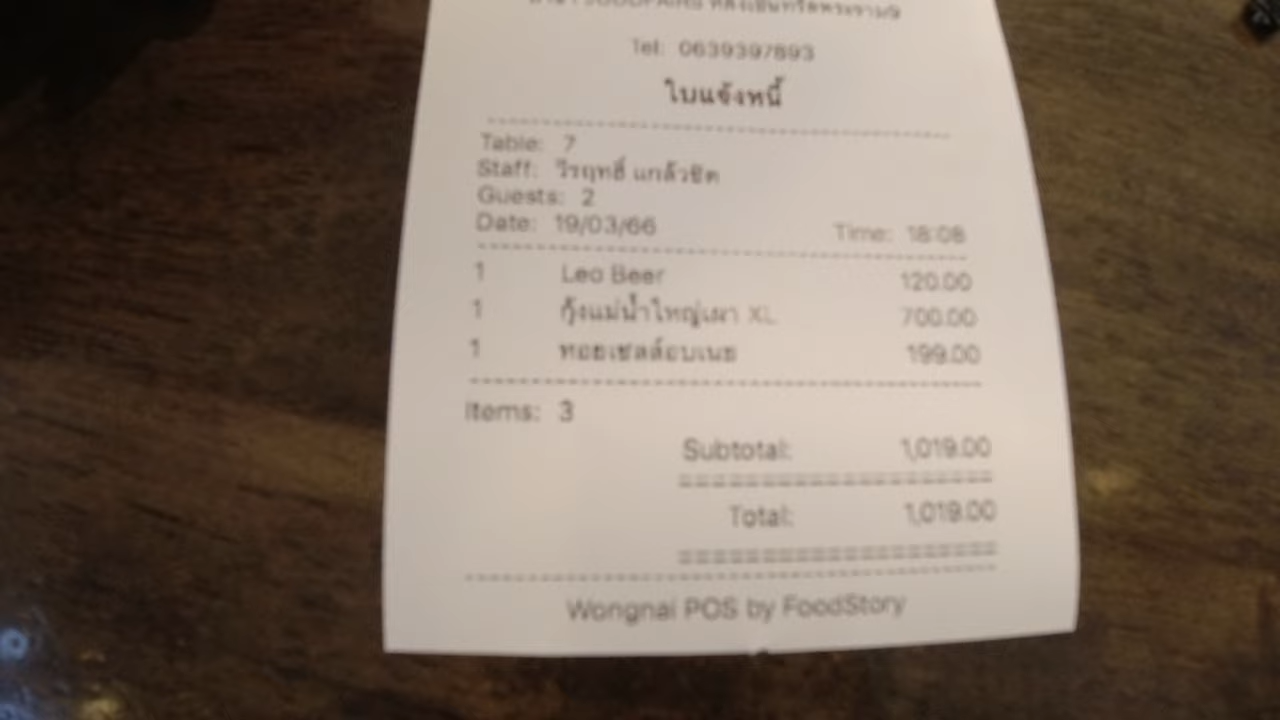 Tel: 0639397893
ใบแจ้งหนี้
Table: 7
Staff: วีรฤทธิ์ แกล้วชิต
Guests: 2
Date: 19/03/66 Time: 18:08
1 Leo Beer 120.00
1 กุ้งแม่น้ำใหญ่เผา XL 700.00
1 หอยเชลล์อบเนย 199.00
Items: 3
Subtotal: 1,019.00
Total: 1,019.00
Wongnai POS by FoodStory